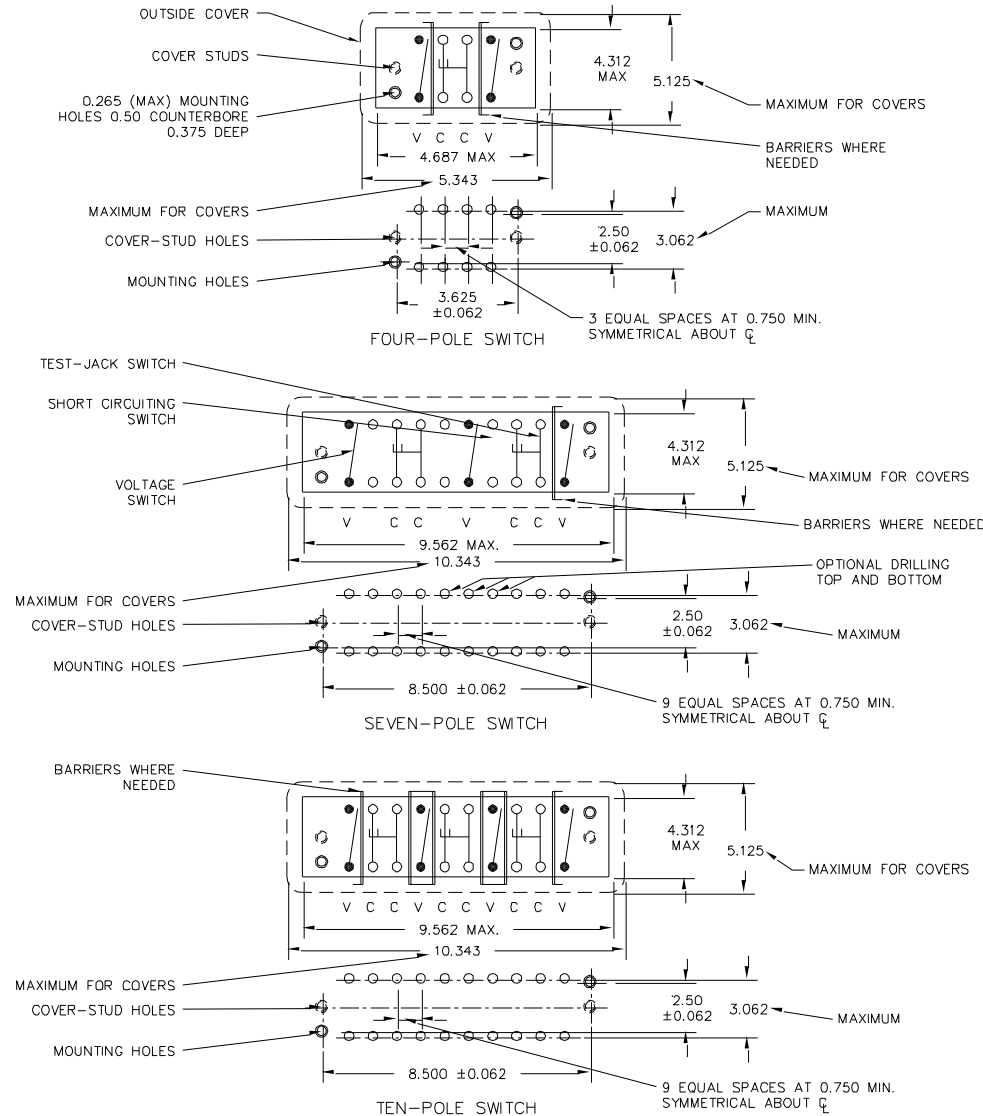 OUTSIDE COVER
COVER STUDS
0.265 (MAX) MOUNTING
HOLES 0.50 COUNTERBORE
0.375 DEEP
4.312
MAX
5.125
MAXIMUM FOR COVERS
BARRIERS WHERE
NEEDED
V C C V
4.687 MAX
5.343
MAXIMUM FOR COVERS
COVER-STUD HOLES
MOUNTING HOLES
2.50
±0.062
3.062
MAXIMUM
3.625
±0.062
3 EQUAL SPACES AT 0.750 MIN.
SYMMETRICAL ABOUT ℄
FOUR-POLE SWITCH
TEST-JACK SWITCH
SHORT CIRCUITING
SWITCH
VOLTAGE
SWITCH
4.312
MAX
5.125
MAXIMUM FOR COVERS
BARRIERS WHERE NEEDED
V C C V C C V
9.562 MAX.
10.343
OPTIONAL DRILLING
TOP AND BOTTOM
MAXIMUM FOR COVERS
COVER-STUD HOLES
MOUNTING HOLES
2.50
±0.062
3.062
MAXIMUM
8.500 ±0.062
9 EQUAL SPACES AT 0.750 MIN.
SYMMETRICAL ABOUT ℄
SEVEN-POLE SWITCH
BARRIERS WHERE
NEEDED
4.312
MAX
5.125
MAXIMUM FOR COVERS
V C C V C C V C C V
9.562 MAX.
10.343
MAXIMUM FOR COVERS
COVER-STUD HOLES
MOUNTING HOLES
2.50
±0.062
3.062
MAXIMUM
8.500 ±0.062
9 EQUAL SPACES AT 0.750 MIN.
SYMMETRICAL ABOUT ℄
TEN-POLE SWITCH